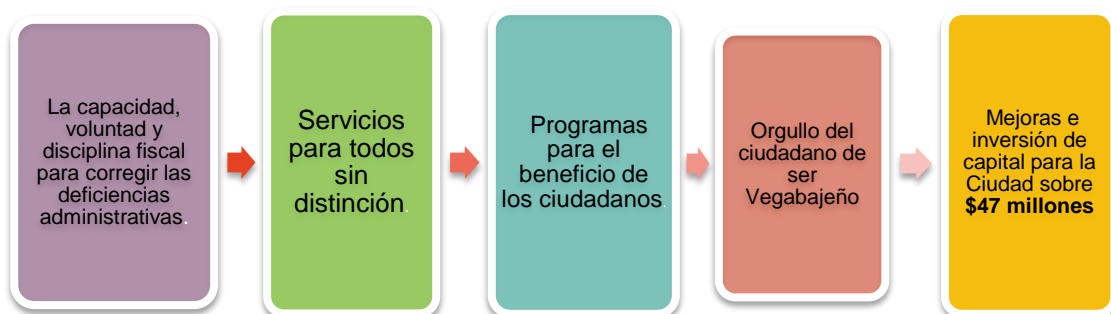 La capacidad,
voluntad y
disciplina fiscal
para corregir las
deficiencias
administrativas.
Servicios
para todos
sin
distinción.
Programas
para el
beneficio de
los ciudadanos.
Orgullo del
ciudadano de
ser
Vegabajeño
Mejoras e
inversión de
capital para la
Ciudad sobre
$47 millones